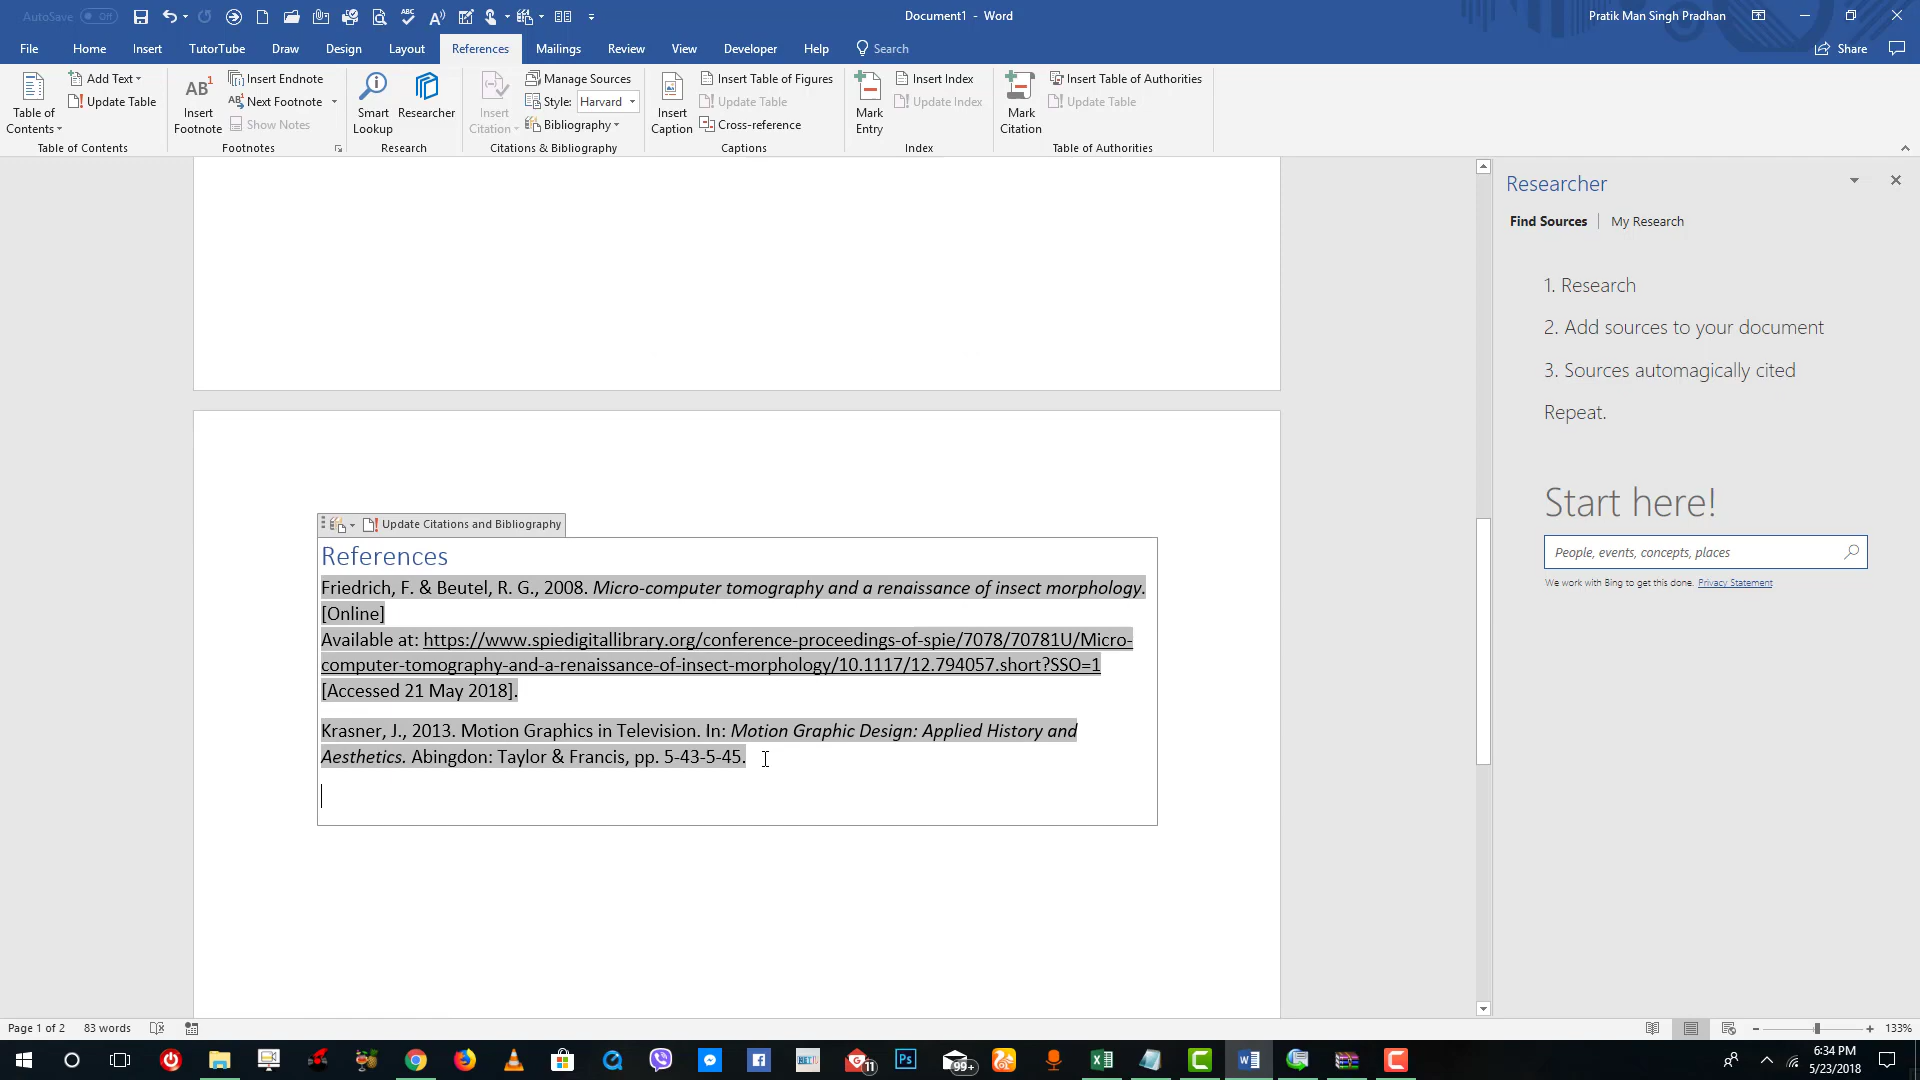 AutoSave Off
Document1 - Word
Pratik Man Singh Pradhan
File Home Insert TutorTube Draw Design Layout References Mailings Review View Developer Help Search
Share
Table of Contents
Add Text
Update Table
Table of Contents
AB1
Insert Footnote
Insert Endnote
Next Footnote
Show Notes
Footnotes
Smart Lookup
Researcher
Research
Insert Citation
Manage Sources
Style: Harvard
Bibliography
Citations & Bibliography
Insert Caption
Insert Table of Figures
Update Table
Cross-reference
Captions
Mark Entry
Insert Index
Update Index
Index
Mark Citation
Insert Table of Authorities
Update Table
Table of Authorities
Update Citations and Bibliography
References
Friedrich, F. & Beutel, R. G., 2008. Micro-computer tomography and a renaissance of insect morphology.
[Online]
Available at: https://www.spiedigitallibrary.org/conference-proceedings-of-spie/7078/70781U/Micro-
computer-tomography-and-a-renaissance-of-insect-morphology/10.1117/12.794057.short?SSO=1
[Accessed 21 May 2018].
Krasner, J., 2013. Motion Graphics in Television. In: Motion Graphic Design: Applied History and
Aesthetics. Abingdon: Taylor & Francis, pp. 5-43-5-45.
Researcher
Find Sources
My Research
1. Research
2. Add sources to your document
3. Sources automagically cited
Repeat.
Start here!
People, events, concepts, places
We work with Bing to get this done. Privacy Statement
Page 1 of 2
83 words
133%
11
99+
6:34 PM
5/23/2018